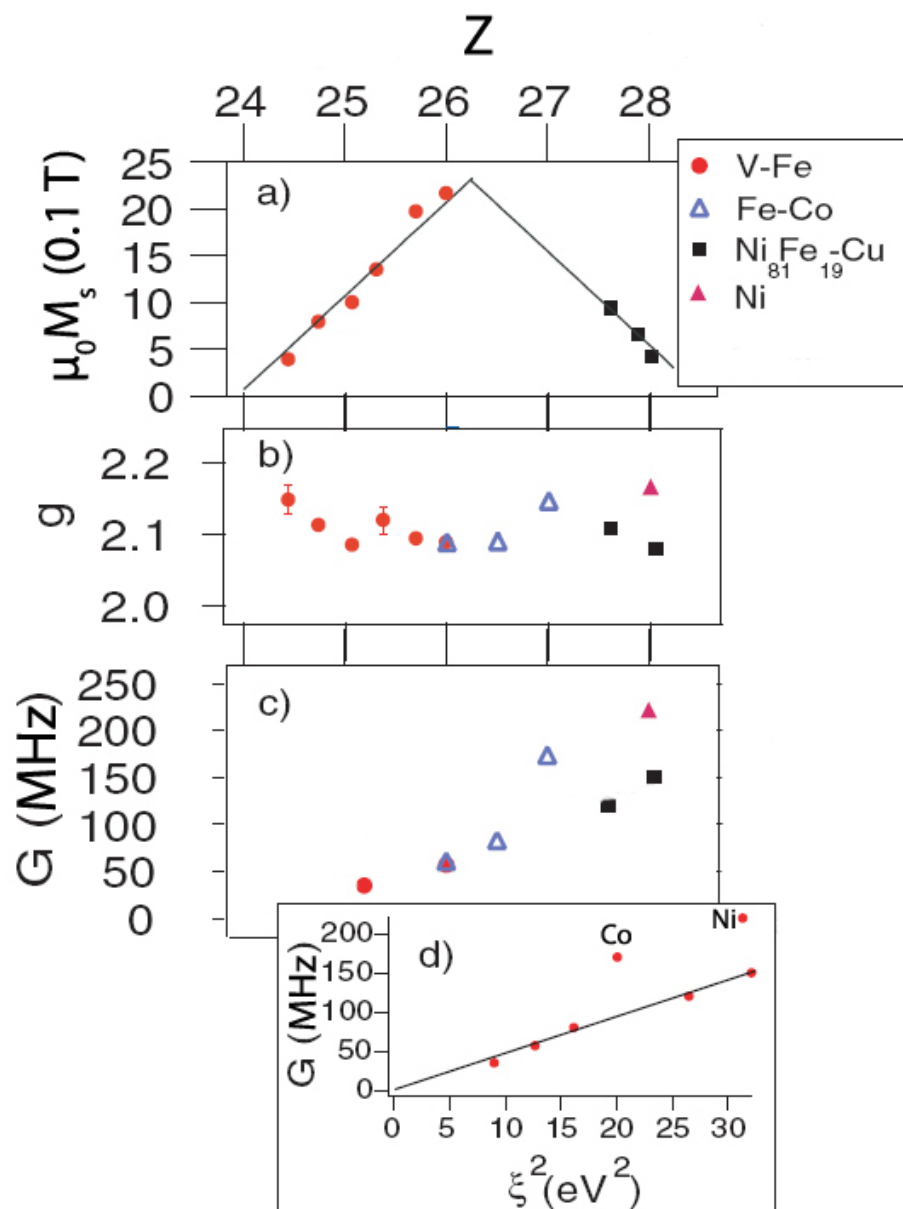 Z
24 25 26 27 28
25
20
15
10
5
0
μ₀Mₛ (0.1 T)
a)
V-Fe
Fe-Co
Ni₈₁Fe₁₉-Cu
Ni
2.2
2.1
2.0
g
b)
250
200
150
100
50
0
G (MHz)
c)
200
150
100
50
0
G (MHz)
d)
Co
Ni
0 5 10 15 20 25 30
ξ²(eV²)